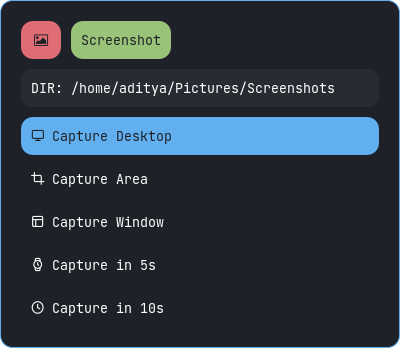 Screenshot
DIR: /home/aditya/Pictures/Screenshots
Capture Desktop
Capture Area
Capture Window
Capture in 5s
Capture in 10s